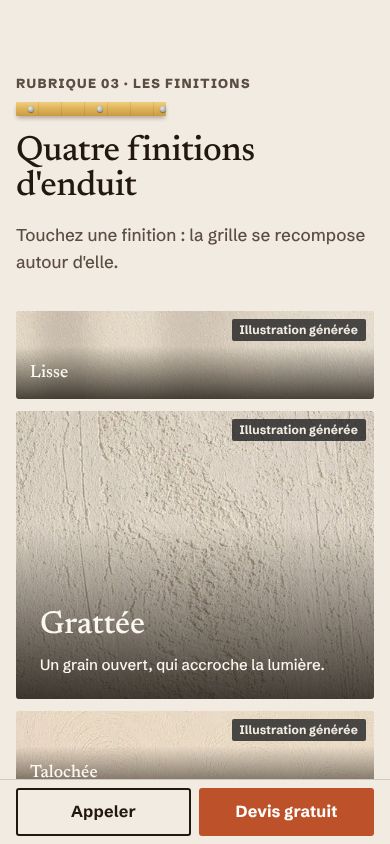 RUBRIQUE 03 · LES FINITIONS
Quatre finitions
d'enduit
Touchez une finition : la grille se recompose
autour d'elle.
Illustration générée
Lisse
Illustration générée
Grattée
Un grain ouvert, qui accroche la lumière.
Illustration générée
Talochée
Appeler
Devis gratuit